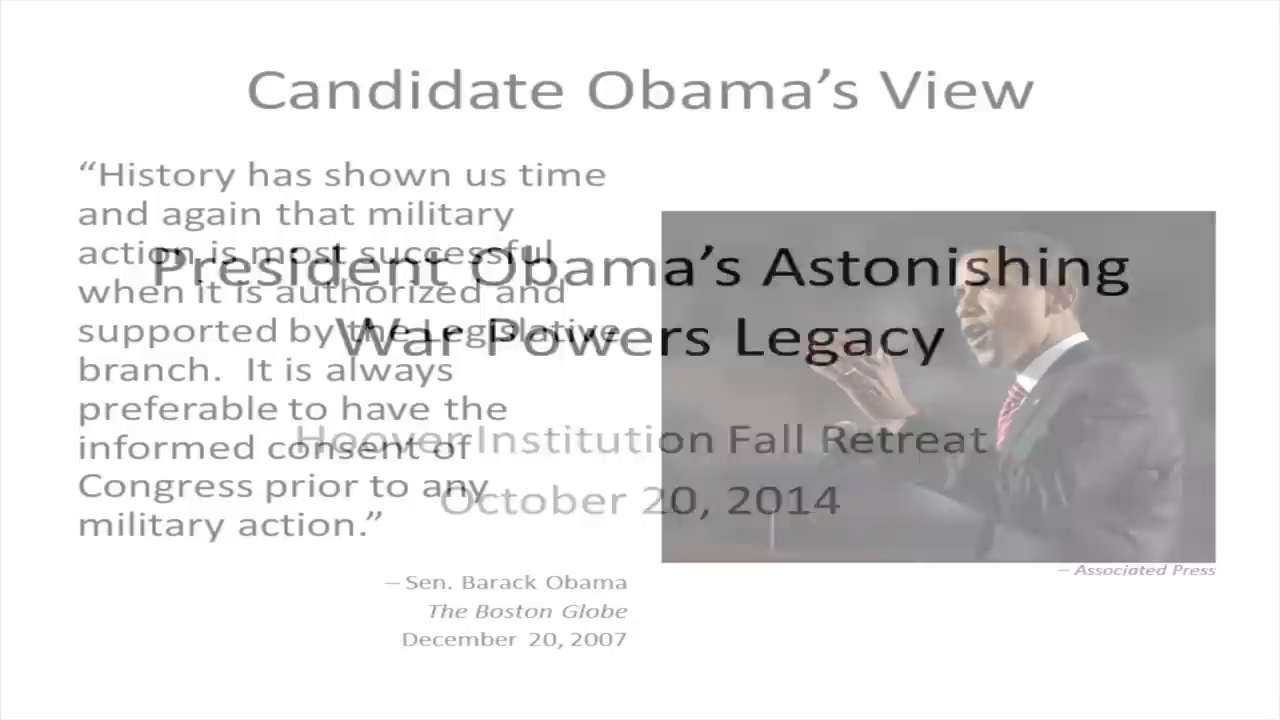 Candidate Obama’s View
“History has shown us time
and again that military
action is most successful
when it is authorized and
supported by the Legislative
branch.  It is always
preferable to have the
informed consent of
Congress prior to any
military action.”
– Sen. Barack Obama
The Boston Globe
December 20, 2007
– Associated Press
President Obama’s Astonishing
War Powers Legacy
Hoover Institution Fall Retreat
October 20, 2014